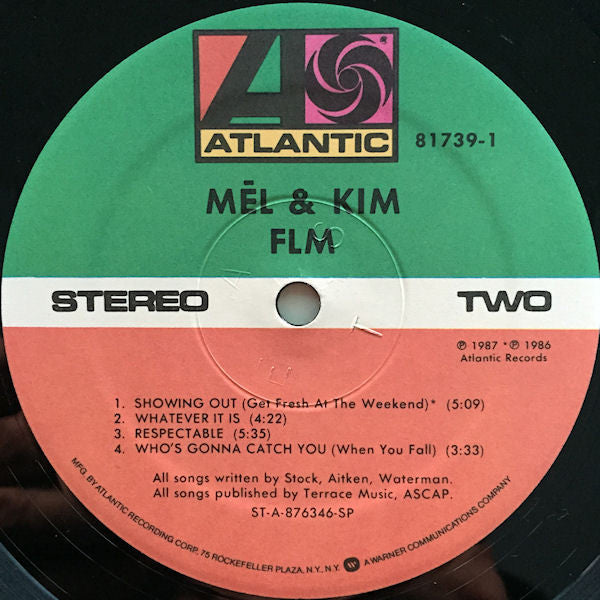 ATLANTIC
81739-1
MĒL & KIM
FLM
STEREO TWO
℗ 1987 *℗ 1986
Atlantic Records
1. SHOWING OUT (Get Fresh At The Weekend)* (5:09)
2. WHATEVER IT IS (4:22)
3. RESPECTABLE (5:35)
4. WHO'S GONNA CATCH YOU (When You Fall) (3:33)
All songs written by Stock, Aitken, Waterman.
All songs published by Terrace Music, ASCAP.
ST-A-876346-SP
MFG. BY ATLANTIC RECORDING CORP. 75 ROCKEFELLER PLAZA, N.Y., N.Y. A WARNER COMMUNICATIONS COMPANY